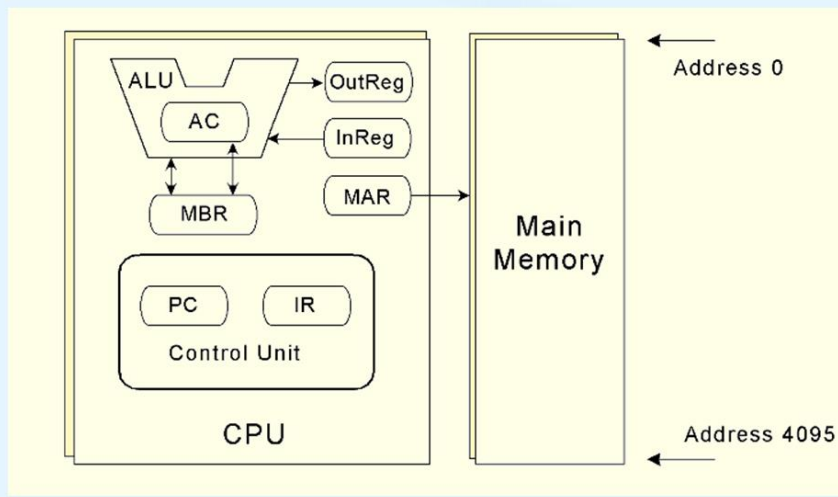 ALU
OutReg
AC
InReg
MAR
MBR
PC
IR
Control Unit
CPU
Main
Memory
Address 0
Address 4095